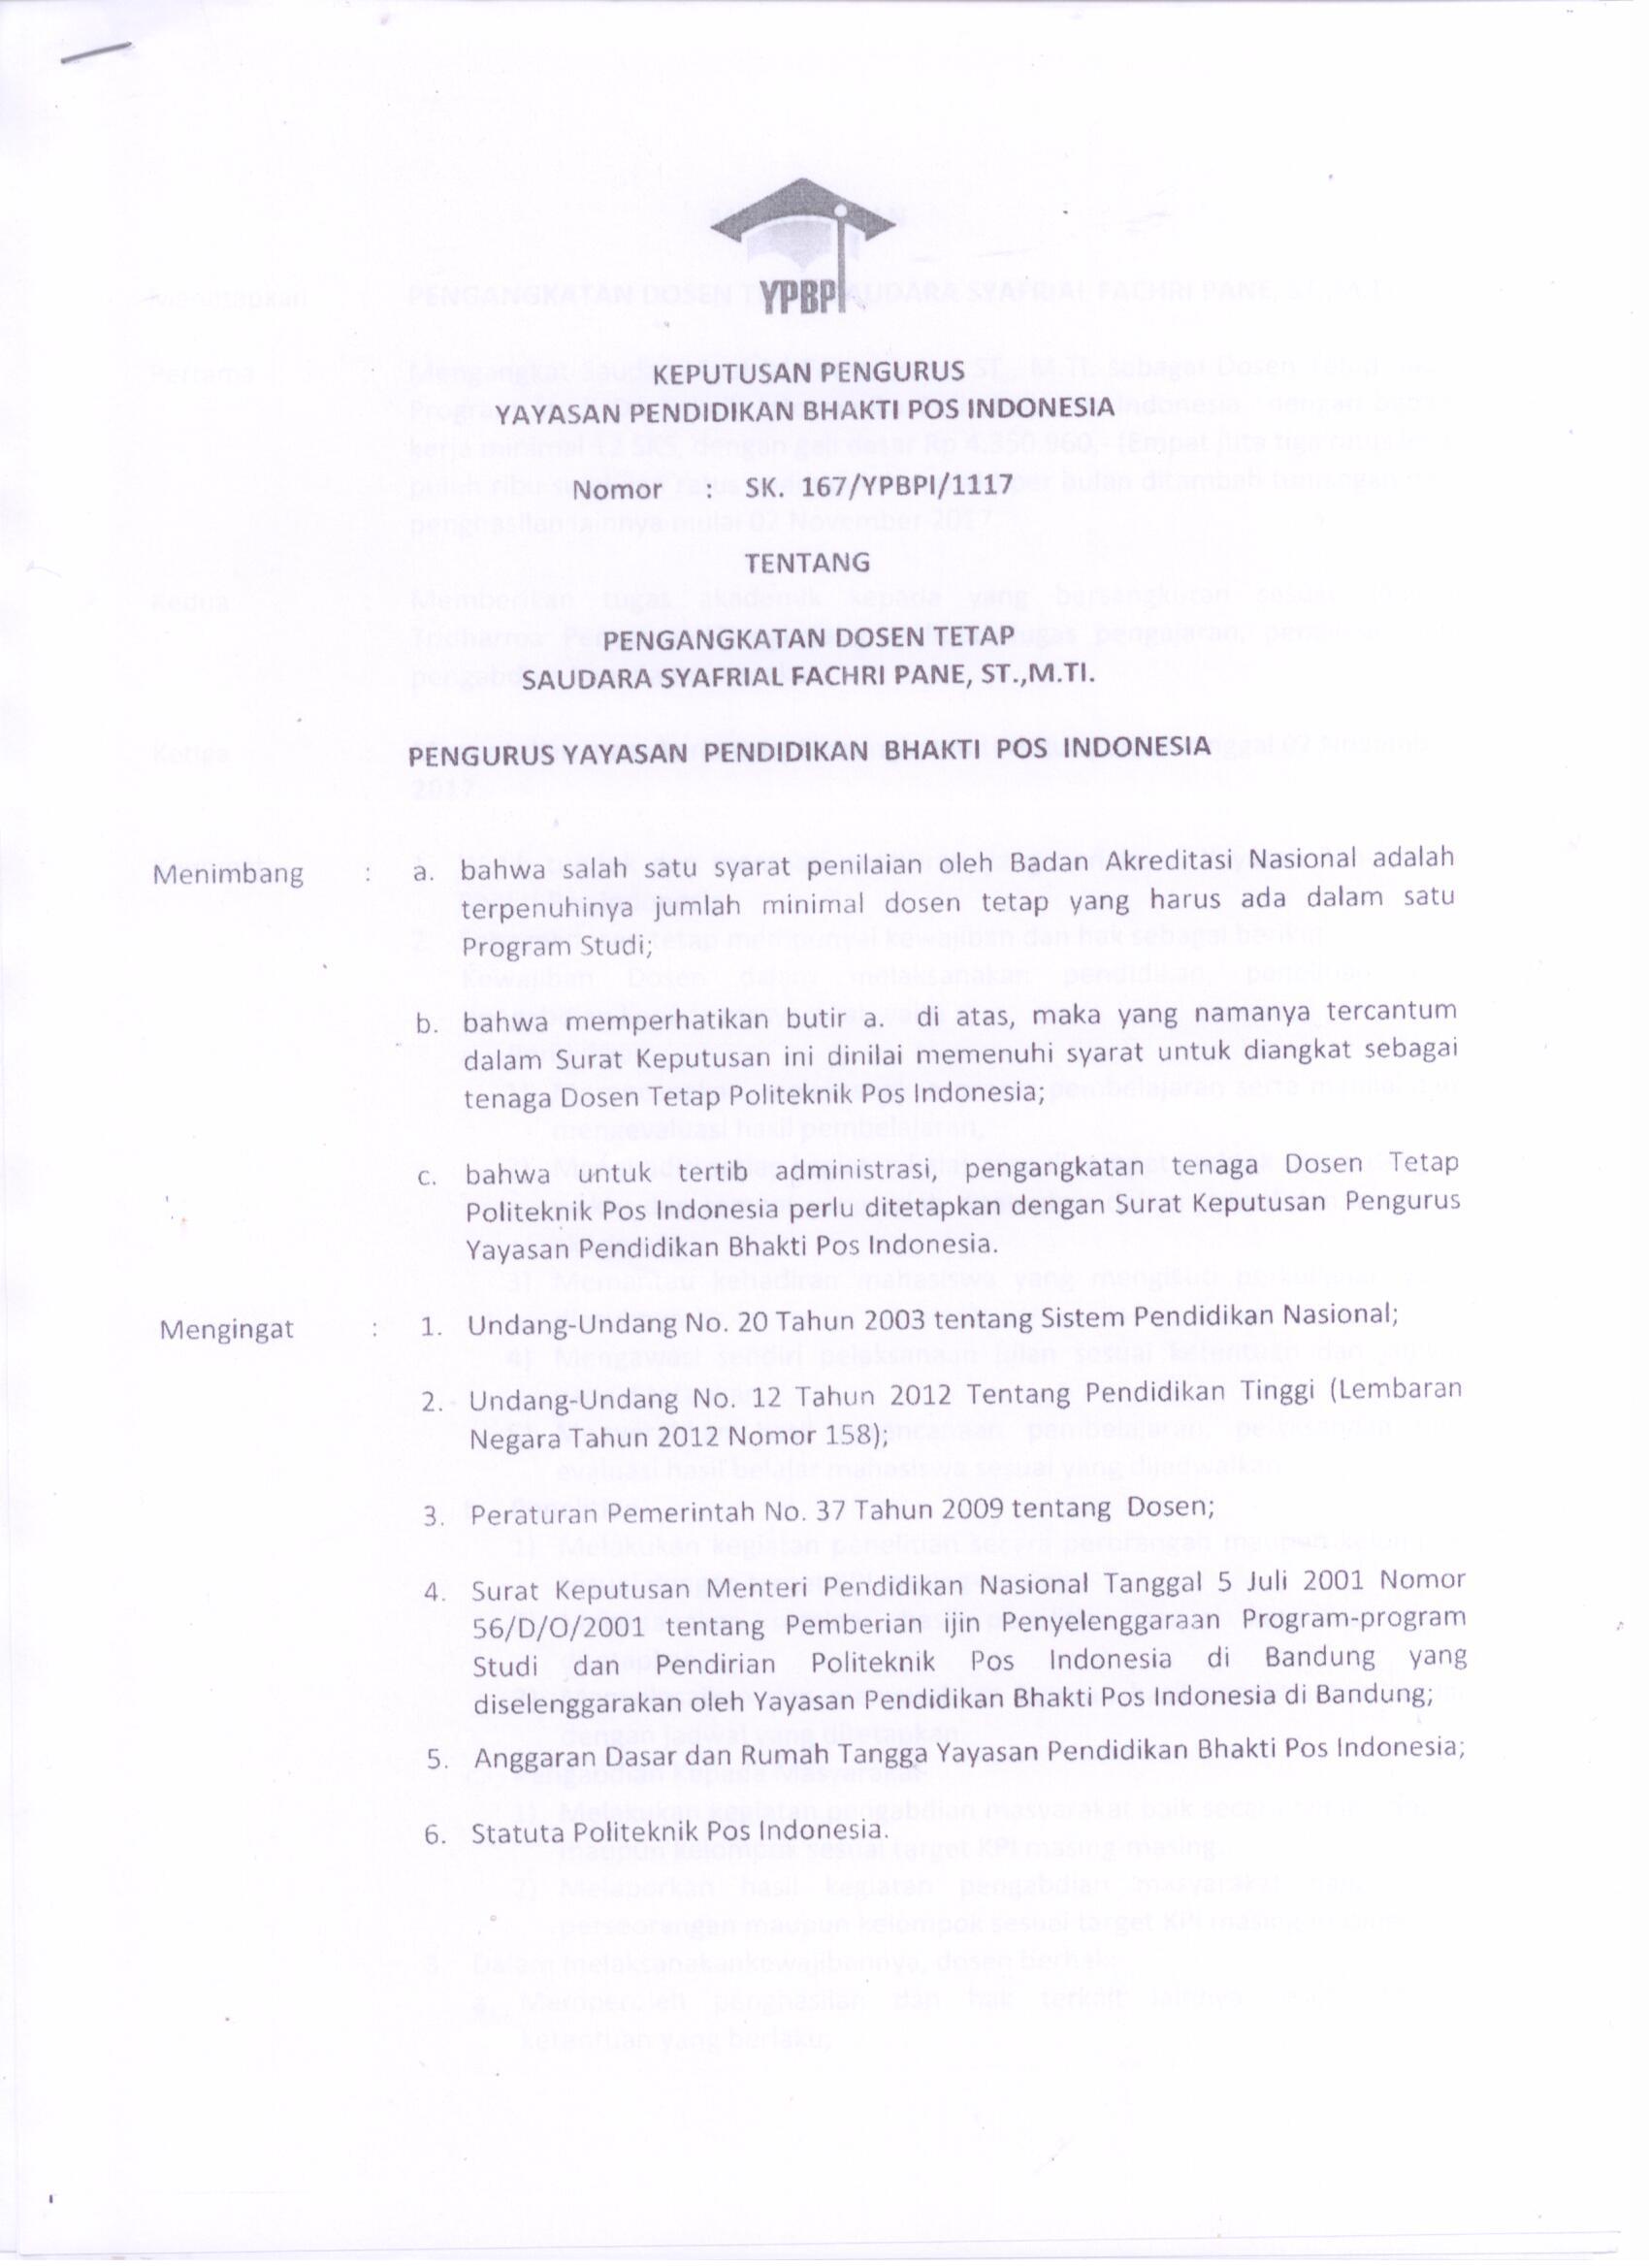 YPBPI
KEPUTUSAN PENGURUS
YAYASAN PENDIDIKAN BHAKTI POS INDONESIA
Nomor : SK. 167/YPBPI/1117
TENTANG
PENGANGKATAN DOSEN TETAP
SAUDARA SYAFRIAL FACHRI PANE, ST.,M.TI.
PENGURUS YAYASAN PENDIDIKAN BHAKTI POS INDONESIA
Menimbang : a. bahwa salah satu syarat penilaian oleh Badan Akreditasi Nasional adalah
terpenuhinya jumlah minimal dosen tetap yang harus ada dalam satu
Program Studi;
b. bahwa memperhatikan butir a. di atas, maka yang namanya tercantum
dalam Surat Keputusan ini dinilai memenuhi syarat untuk diangkat sebagai
tenaga Dosen Tetap Politeknik Pos Indonesia;
c. bahwa untuk tertib administrasi, pengangkatan tenaga Dosen Tetap
Politeknik Pos Indonesia perlu ditetapkan dengan Surat Keputusan Pengurus
Yayasan Pendidikan Bhakti Pos Indonesia.
Mengingat : 1. Undang-Undang No. 20 Tahun 2003 tentang Sistem Pendidikan Nasional;
2. Undang-Undang No. 12 Tahun 2012 Tentang Pendidikan Tinggi (Lembaran
Negara Tahun 2012 Nomor 158);
3. Peraturan Pemerintah No. 37 Tahun 2009 tentang Dosen;
4. Surat Keputusan Menteri Pendidikan Nasional Tanggal 5 Juli 2001 Nomor
56/D/O/2001 tentang Pemberian ijin Penyelenggaraan Program-program
Studi dan Pendirian Politeknik Pos Indonesia di Bandung yang
diselenggarakan oleh Yayasan Pendidikan Bhakti Pos Indonesia di Bandung;
5. Anggaran Dasar dan Rumah Tangga Yayasan Pendidikan Bhakti Pos Indonesia;
6. Statuta Politeknik Pos Indonesia.